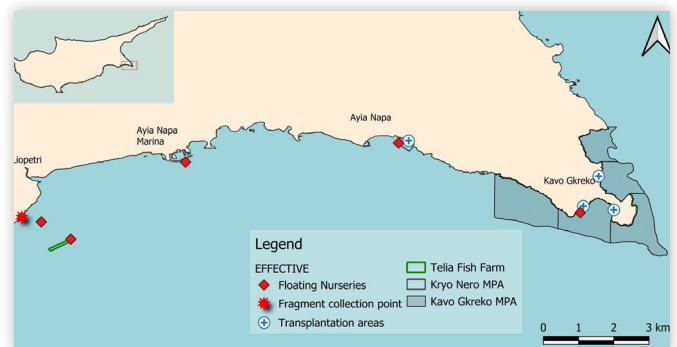 Ayia Napa
Ayia Napa
Marina
Liopetri
Kavo Gkreko
Legend
EFFECTIVE
Floating Nurseries
Fragment collection point
Transplantation areas
Telia Fish Farm
Kryo Nero MPA
Kavo Gkreko MPA
0 1 2 3 km